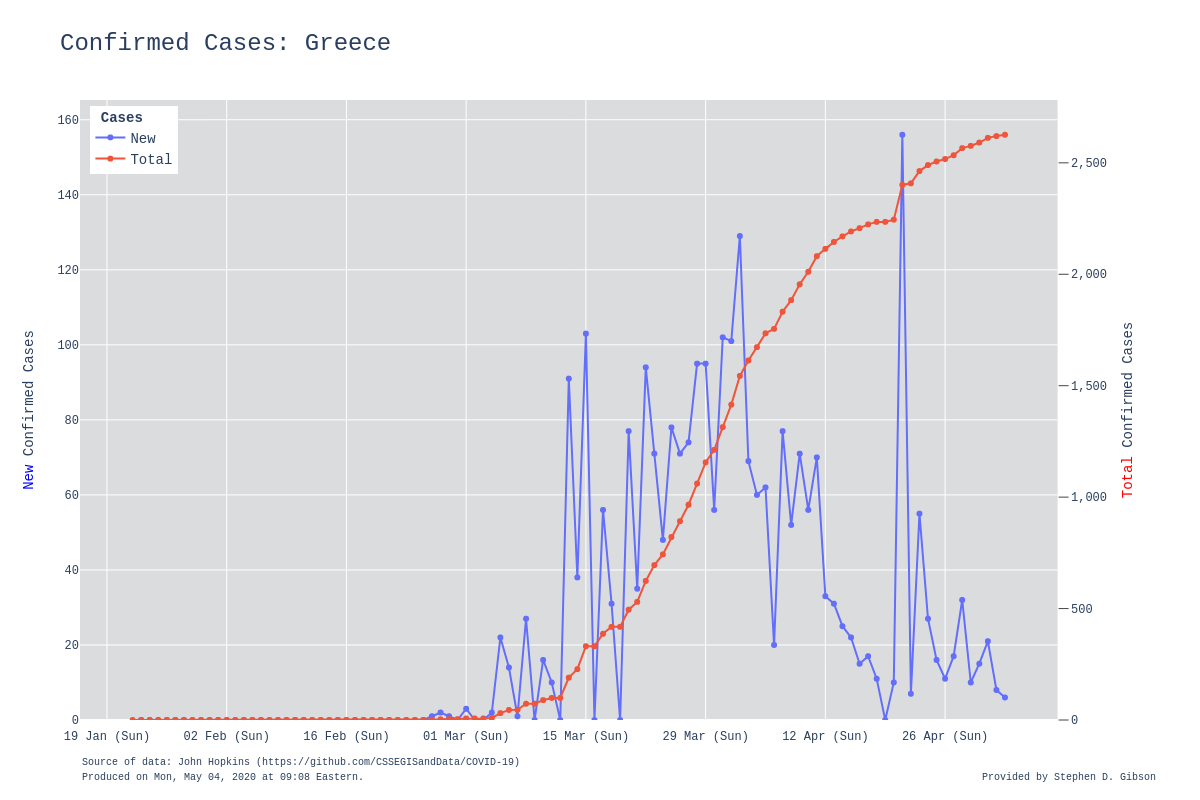 Confirmed Cases: Greece
Cases
New
Total
160
140
120
100
80
60
40
20
0
2,500
2,000
1,500
1,000
500
0
New Confirmed Cases
Total Confirmed Cases
19 Jan (Sun) 02 Feb (Sun) 16 Feb (Sun) 01 Mar (Sun) 15 Mar (Sun) 29 Mar (Sun) 12 Apr (Sun) 26 Apr (Sun)
Source of data: John Hopkins (https://github.com/CSSEGISandData/COVID-19)
Produced on Mon, May 04, 2020 at 09:08 Eastern.
Provided by Stephen D. Gibson